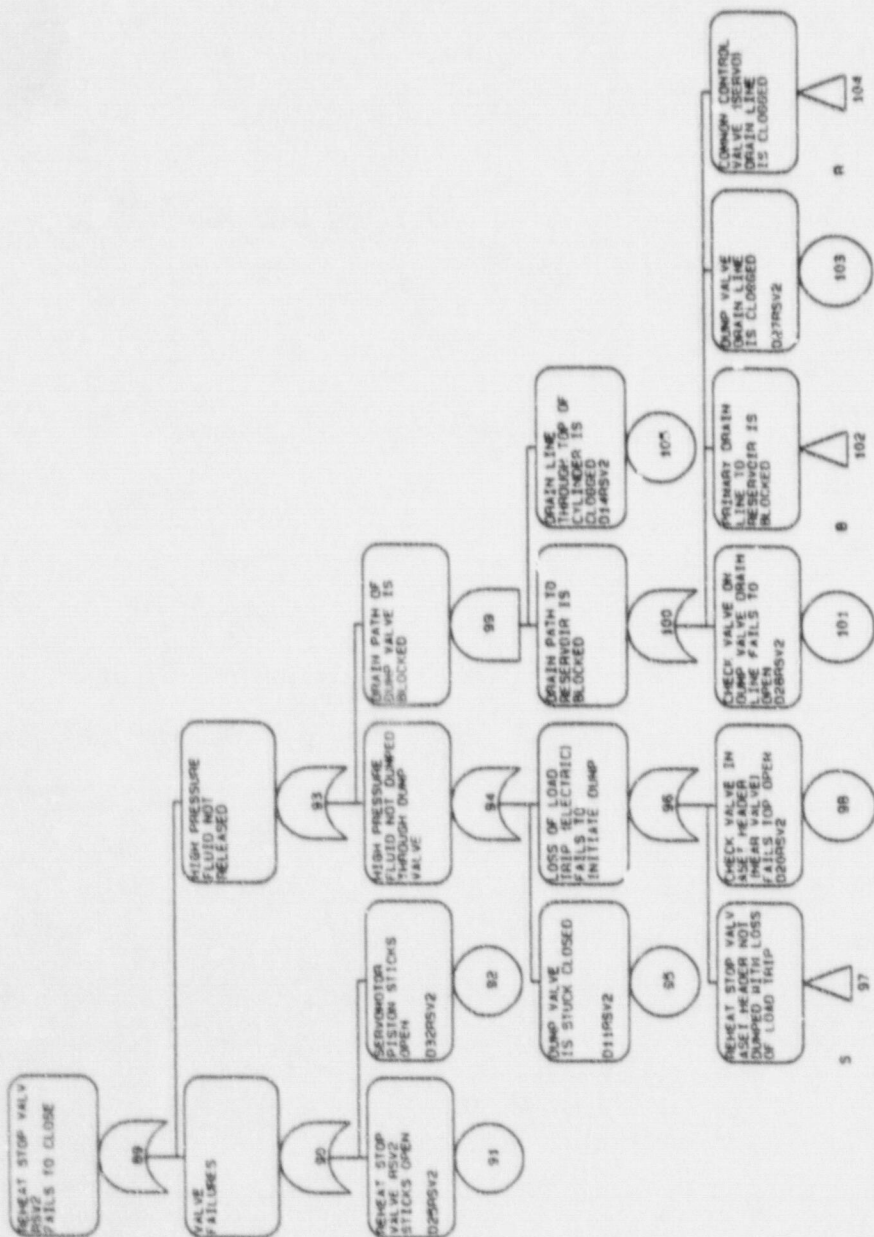 REHEAT STOP VALV
RSV2
FAILS TO CLOSE
89
VALVE
FAILURES
HIGH PRESSURE
FLUID NOT
RELEASED
90
93
REHEAT STOP
VALVE RSV2
STICKS OPEN
D25RSV2
SERVOMOTOR
PISTON STICKS
OPEN
D32RSV2
HIGH PRESSURE
FLUID NOT DUMPED
THROUGH DUMP
VALVE
DRAIN PATH OF
DUMP VALVE IS
BLOCKED
91
92
94
99
DUMP VALVE
IS STUCK CLOSED
D11RSV2
LOSS OF LOAD
TRIP (ELECTRIC)
FAILS TO
INITIATE DUMP
DRAIN PATH TO
RESERVOIR IS
BLOCKED
DRAIN LINE
THROUGH TOP OF
CYLINDER IS
CLOGGED
D14RSV2
95
96
100
105
REHEAT STOP VALV
ASET HEADER NOT
DUMPED WITH LOSS
OF LOAD TRIP
CHECK VALVE IN
ASET HEADER
(NEAR VALVE)
FAILS TOP OPEN
D20RSV2
CHECK VALVE ON
DUMP VALVE DRAIN
LINE FAILS TO
OPEN
D28RSV2
PRIMARY DRAIN
LINE TO
RESERVOIR IS
BLOCKED
DUMP VALVE
DRAIN LINE
IS CLOGGED
D27RSV2
COMMON CONTROL
VALVE (SERVO)
DRAIN LINE
IS CLOGGED
S
97
98
101
B
102
103
A
104